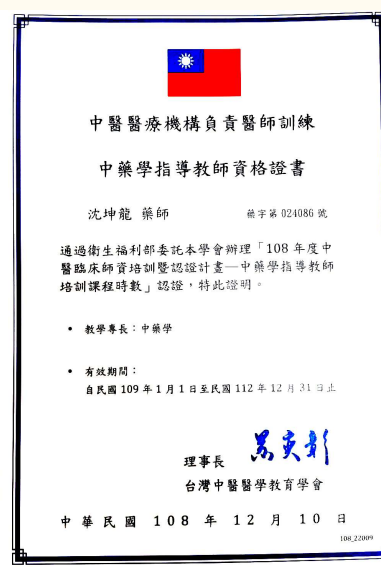 中醫醫療機構負責醫師訓練
中藥學指導教師資格證書
沈坤龍 藥師 藥字第 024086 號
通過衛生福利部委託本學會辦理「108 年度中
醫臨床師資培訓暨認證計畫—中藥學指導教師
培訓課程時數」認證，特此證明。
• 教學專長：中藥學
• 有效期間：
自民國 109 年 1 月 1 日至民國 112 年 12 月 31 日止
理事長
台灣中醫醫學教育學會
中華民國 108 年 12 月 10 日
108_22009